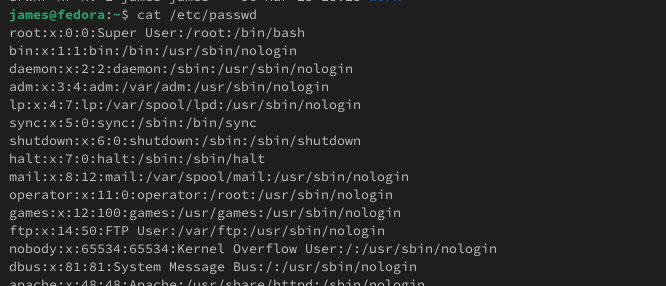 james@fedora:~$ cat /etc/passwd
root:x:0:0:Super User:/root:/bin/bash
bin:x:1:1:bin:/bin:/usr/sbin/nologin
daemon:x:2:2:daemon:/sbin:/usr/sbin/nologin
adm:x:3:4:adm:/var/adm:/usr/sbin/nologin
lp:x:4:7:lp:/var/spool/lpd:/usr/sbin/nologin
sync:x:5:0:sync:/sbin:/bin/sync
shutdown:x:6:0:shutdown:/sbin:/sbin/shutdown
halt:x:7:0:halt:/sbin:/sbin/halt
mail:x:8:12:mail:/var/spool/mail:/usr/sbin/nologin
operator:x:11:0:operator:/root:/usr/sbin/nologin
games:x:12:100:games:/usr/games:/usr/sbin/nologin
ftp:x:14:50:FTP User:/var/ftp:/usr/sbin/nologin
nobody:x:65534:65534:Kernel Overflow User:/:/usr/sbin/nologin
dbus:x:81:81:System Message Bus:/:/usr/sbin/nologin
apache:x:48:48:Apache:/usr/share/httpd:/sbin/nologin